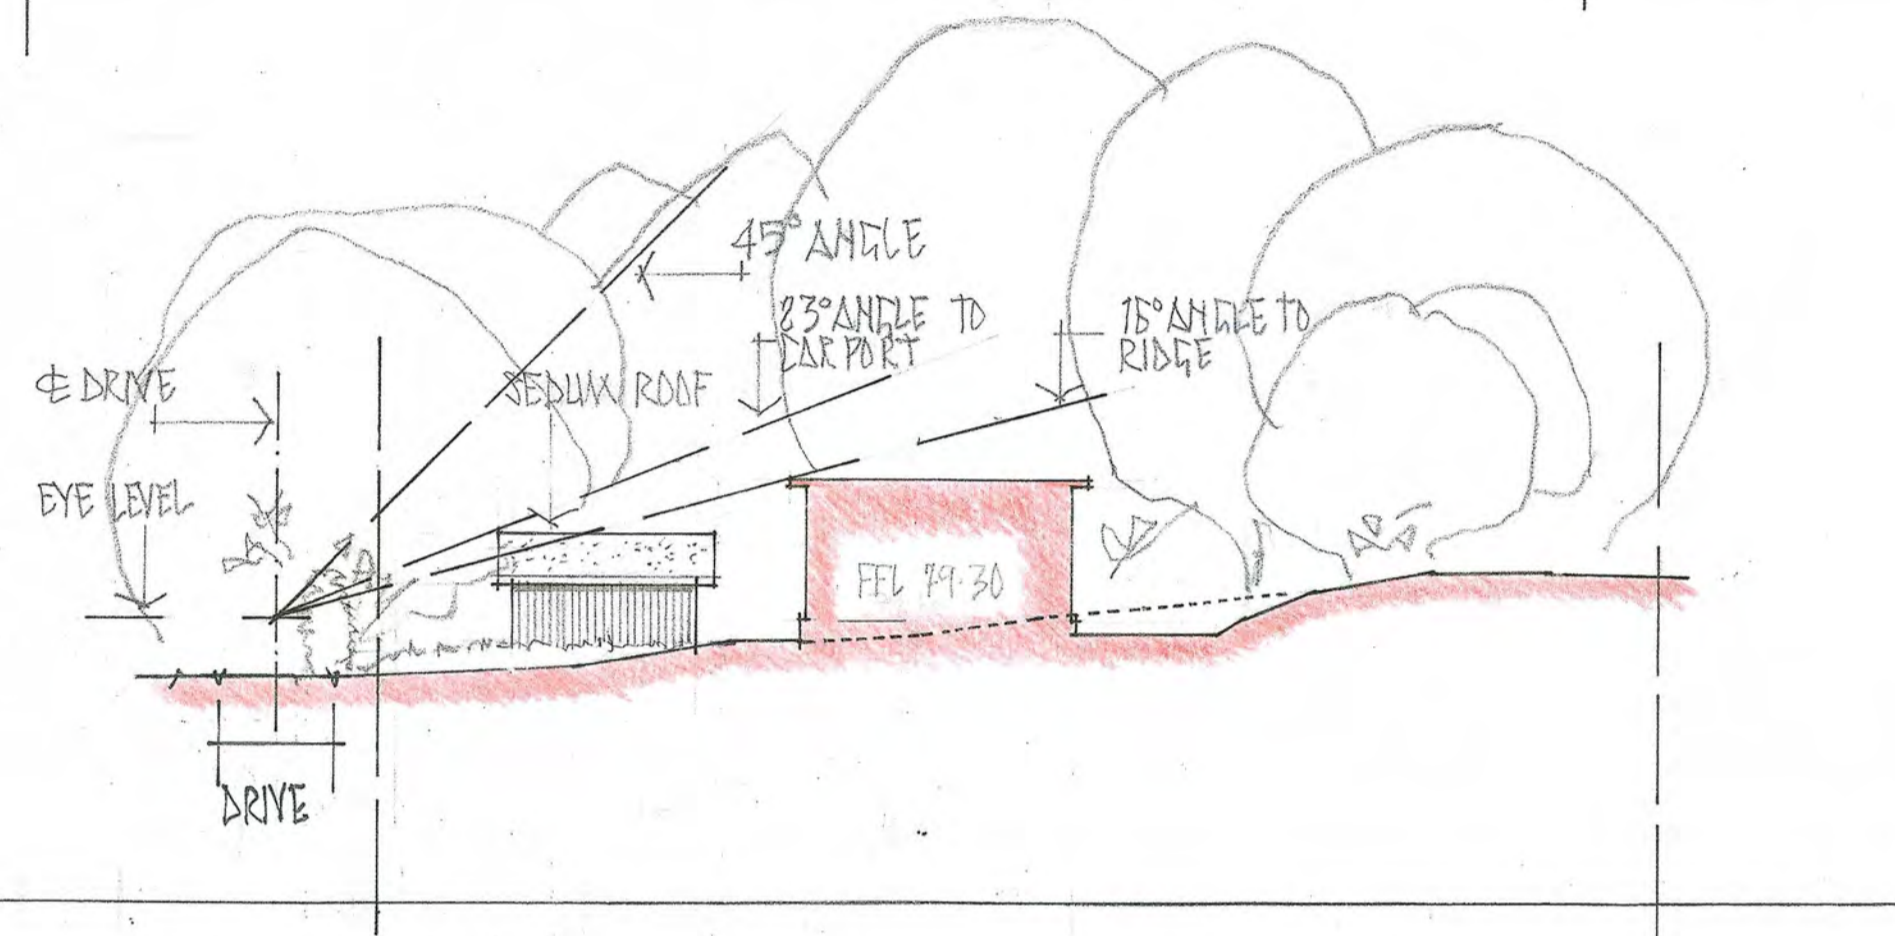 45° ANGLE
23° ANGLE TO
CARPORT
15° ANGLE TO
RIDGE
℄ DRIVE
SEDUM ROOF
EYE LEVEL
FFL 79·30
DRIVE